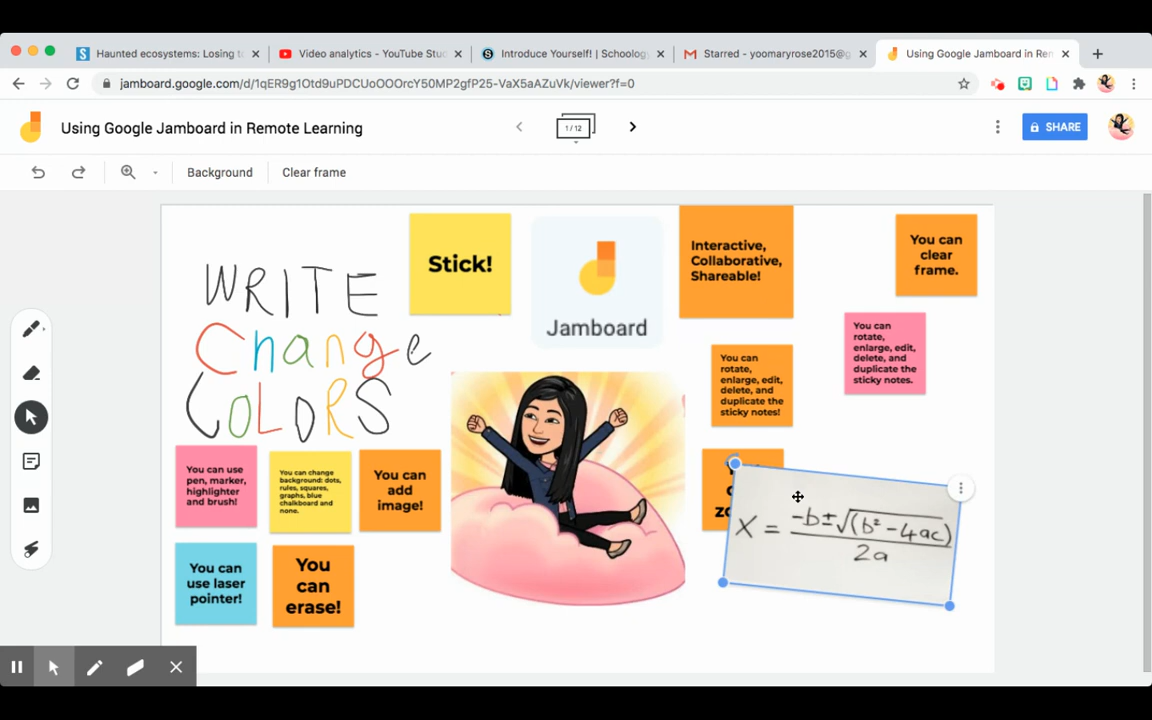 Haunted ecosystems: Losing to
Video analytics - YouTube Stu
Introduce Yourself! | Schoology
Starred - yoomaryrose2015@g
Using Google Jamboard in Rem
jamboard.google.com/d/1qER9g1Otd9uPDCUoOOOrcY50MP2gfP25-VaX5aAZuVk/viewer?f=0
Using Google Jamboard in Remote Learning
1 / 12
SHARE
Background
Clear frame
WRITE
Change
COLORS
Stick!
Jamboard
Interactive,
Collaborative,
Shareable!
You can
clear
frame.
You can
rotate,
enlarge, edit,
delete, and
duplicate the
sticky notes.
You can
rotate,
enlarge, edit,
delete, and
duplicate the
sticky notes!
You can use
pen, marker,
highlighter
and brush!
You can change
background: dots,
rules, squares,
graphs, blue
chalkboard and
none.
You can
add
image!
You can
use laser
pointer!
You
can
erase!
X = -b±√(b²-4ac)
2a